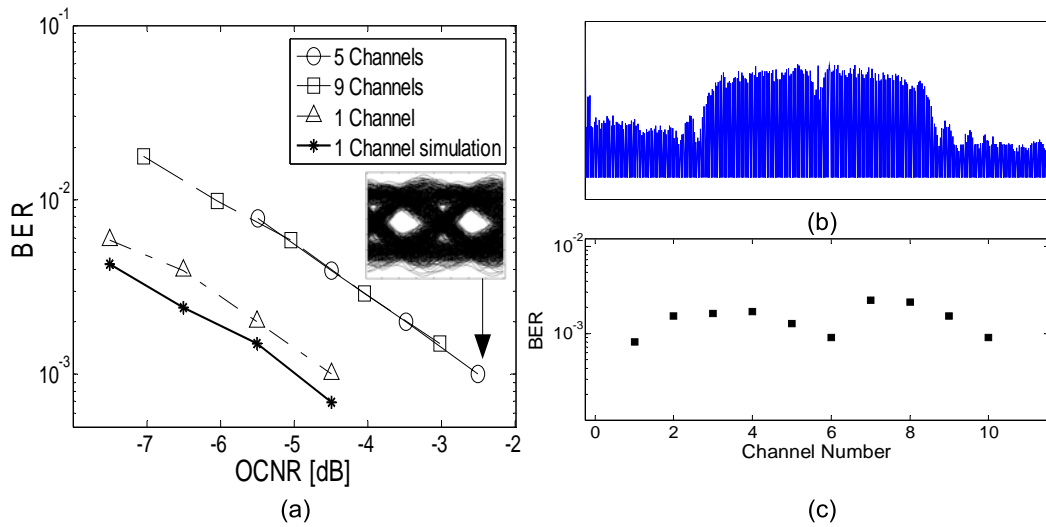 10^-1
10^-2
10^-3
BER
5 Channels
9 Channels
1 Channel
1 Channel simulation
-7 -6 -5 -4 -3 -2
OCNR [dB]
(a)
(b)
10^-2
10^-3
BER
0 2 4 6 8 10
Channel Number
(c)